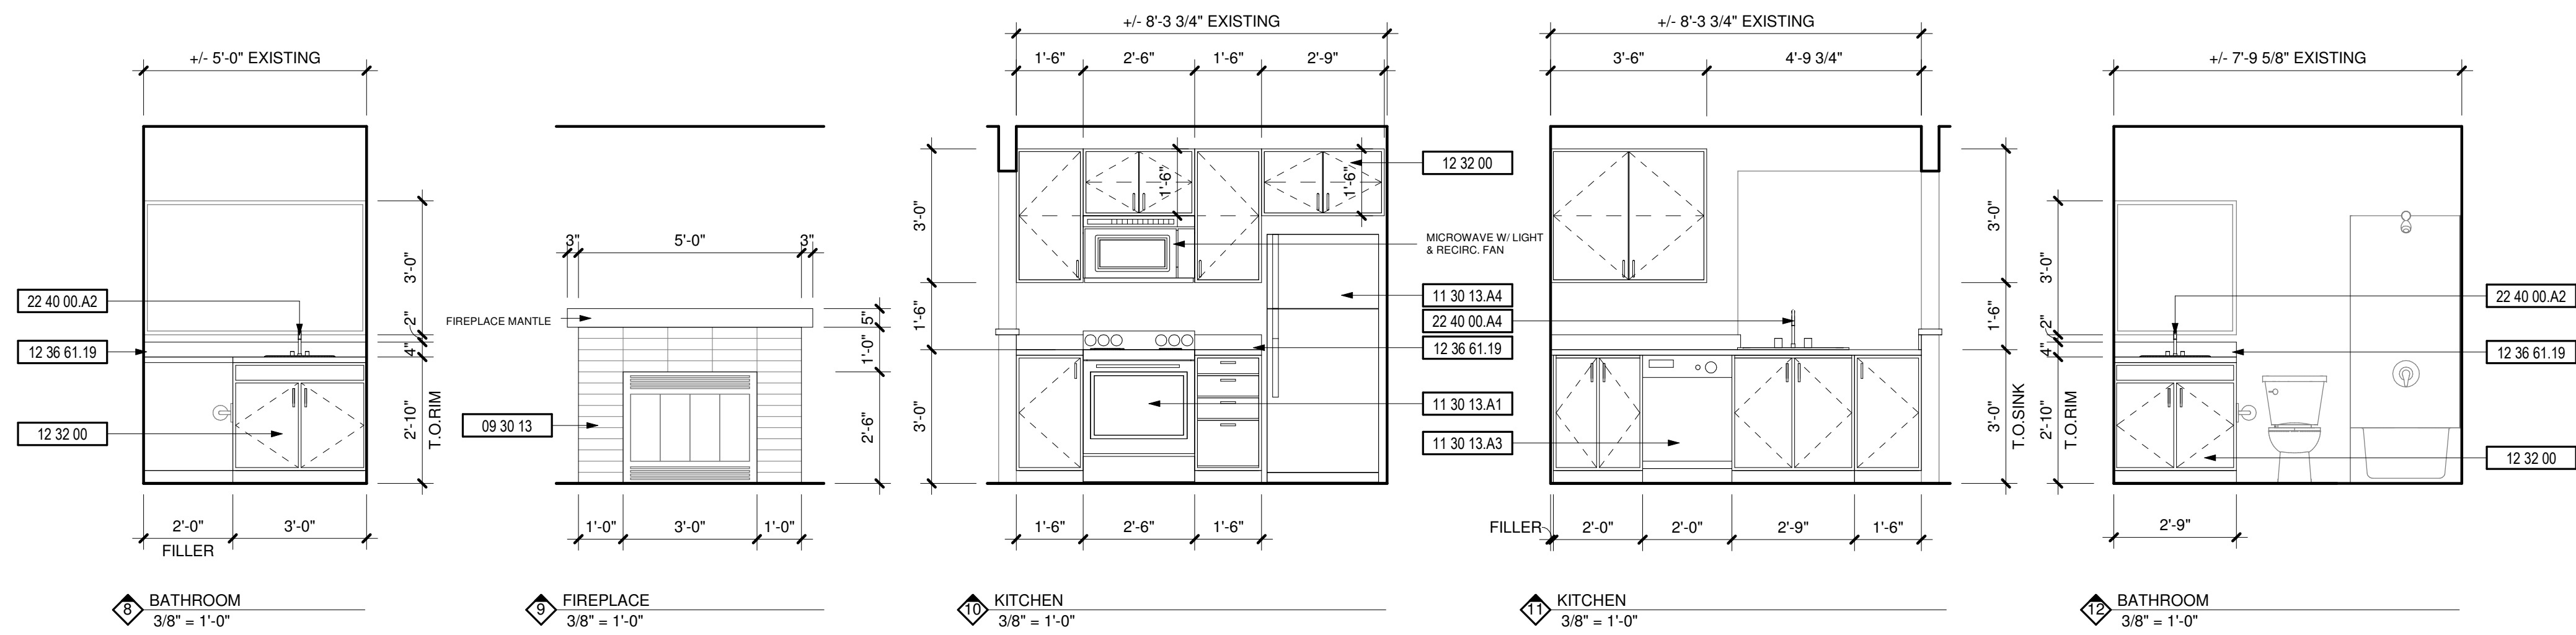 +/- 5'-0" EXISTING
22 40 00.A2
12 36 61.19
12 32 00
3'-0"
2"
4"
2'-10"
T.O.RIM
2'-0"
3'-0"
FILLER
8
BATHROOM
3/8" = 1'-0"
3"
5'-0"
3"
FIREPLACE MANTLE
09 30 13
5"
1'-0"
2'-6"
1'-0"
3'-0"
1'-0"
9
FIREPLACE
3/8" = 1'-0"
+/- 8'-3 3/4" EXISTING
1'-6"
2'-6"
1'-6"
2'-9"
3'-0"
1'-6"
3'-0"
1'-6"
1'-6"
12 32 00
MICROWAVE W/ LIGHT
& RECIRC. FAN
11 30 13.A4
22 40 00.A4
12 36 61.19
11 30 13.A1
11 30 13.A3
1'-6"
2'-6"
1'-6"
10
KITCHEN
3/8" = 1'-0"
+/- 8'-3 3/4" EXISTING
3'-6"
4'-9 3/4"
3'-0"
1'-6"
3'-0"
T.O.SINK
FILLER
2'-0"
2'-0"
2'-9"
1'-6"
11
KITCHEN
3/8" = 1'-0"
+/- 7'-9 5/8" EXISTING
3'-0"
2"
4"
2'-10"
T.O.RIM
22 40 00.A2
12 36 61.19
12 32 00
2'-9"
12
BATHROOM
3/8" = 1'-0"